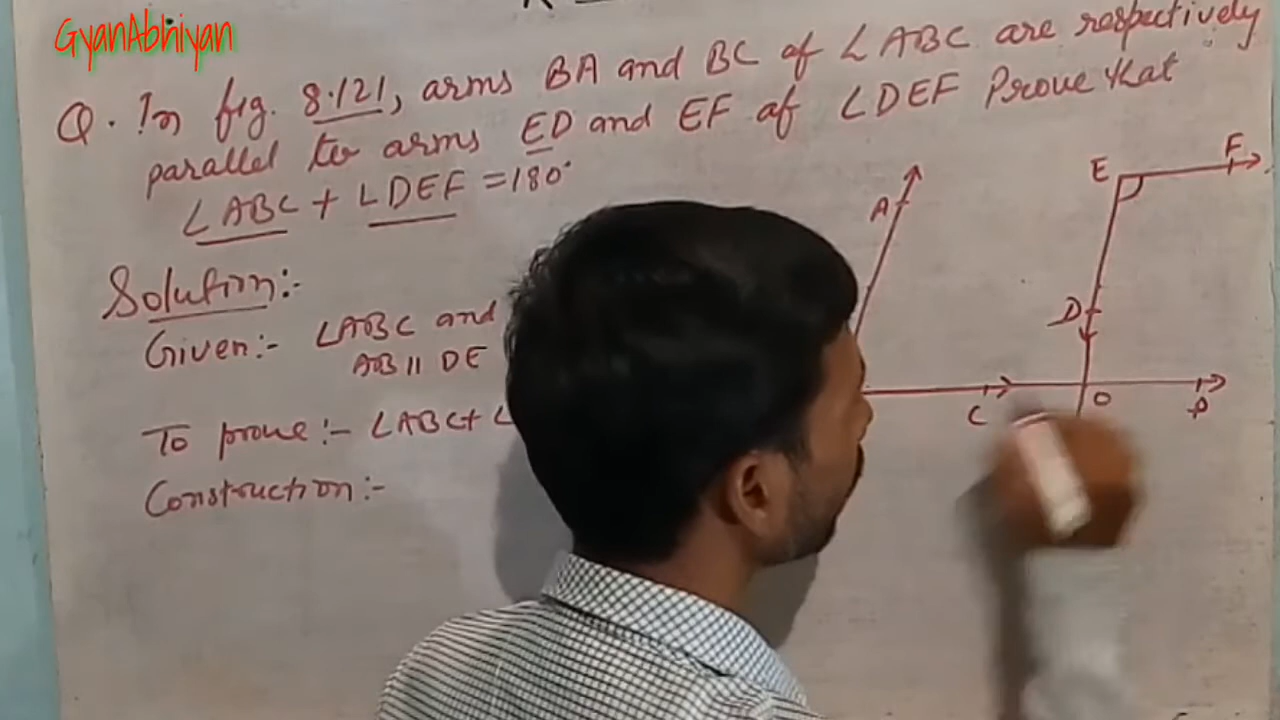 GyanAbhiyan
Q. In fig. 8.121, arms BA and BC of ∠ABC are respectively
parallel to arms ED and EF of ∠DEF Prove that
∠ABC + ∠DEF = 180°
Solution:-
Given:- ∠ABC and
AB || DE
To prove:- ∠ABC + ∠
Construction:-
A
E
F
D
C
O
P